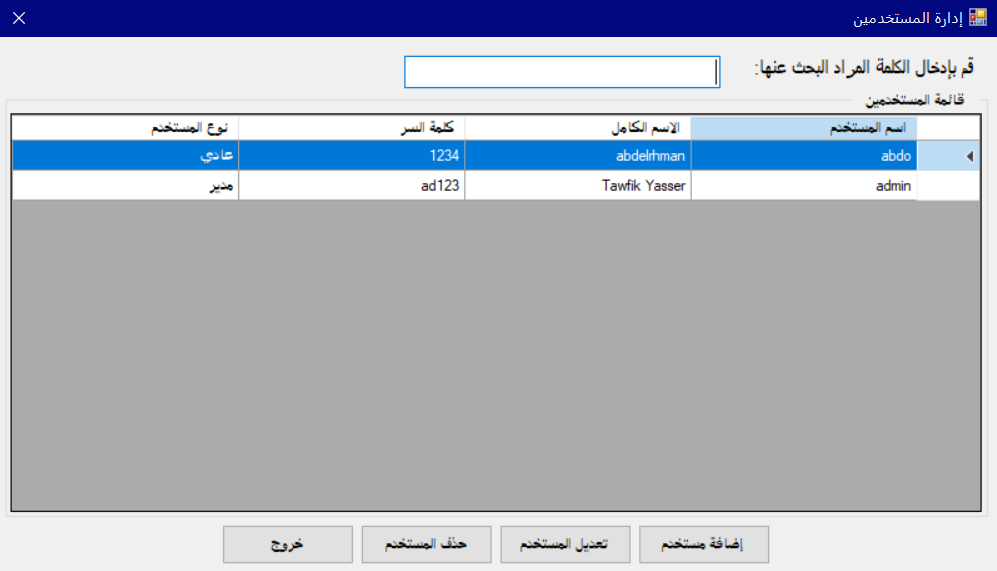 إدارة المستخدمين
قم بإدخال الكلمة المراد البحث عنها:
قائمة المستخدمين
اسم المستخدم الاسم الكامل كلمة السر نوع المستخدم
abdo abdelrhman 1234 عادي
admin Tawfik Yasser ad123 مدير
إضافة مستخدم تعديل المستخدم حذف المستخدم خروج